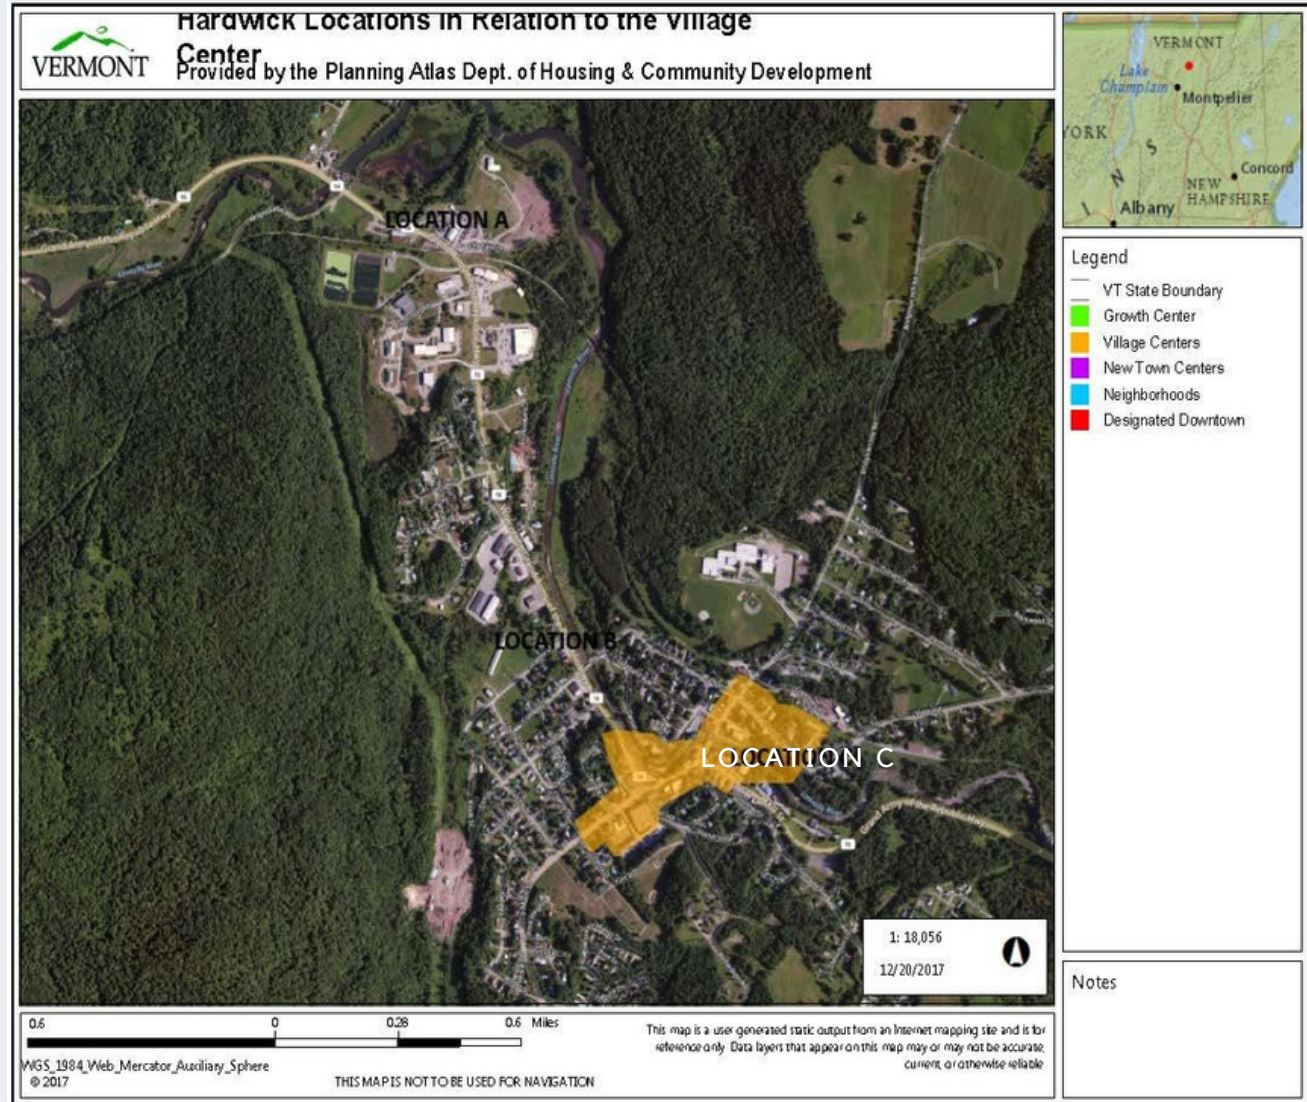 Hardwick Locations in Relation to the Village
Center
VERMONT
Provided by the Planning Atlas Dept. of Housing & Community Development
VERMONT
Lake
Champlain
Montpelier
YORK
S
Concord
N
NEW
HAMPSHIRE
I
Albany
LOCATION A
LOCATION B
LOCATION C
Legend
VT State Boundary
Growth Center
Village Centers
New Town Centers
Neighborhoods
Designated Downtown
1: 18,056
12/20/2017
Notes
0.6 0 0.28 0.6 Miles
WGS_1984_Web_Mercator_Auxiliary_Sphere
© 2017
THIS MAP IS NOT TO BE USED FOR NAVIGATION
This map is a user generated static output from an Internet mapping site and is for
reference only. Data layers that appear on this map may or may not be accurate,
current, or otherwise reliable